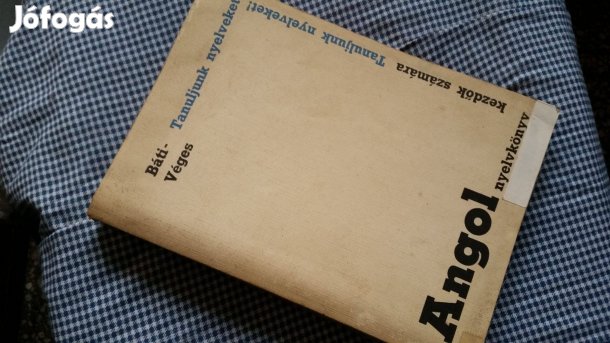 Jófogás
Báti-
Véges
Tanuljunk nyelveket!
Tanuljunk nyelveket!
kezdők számára
Angol
nyelvkönyv